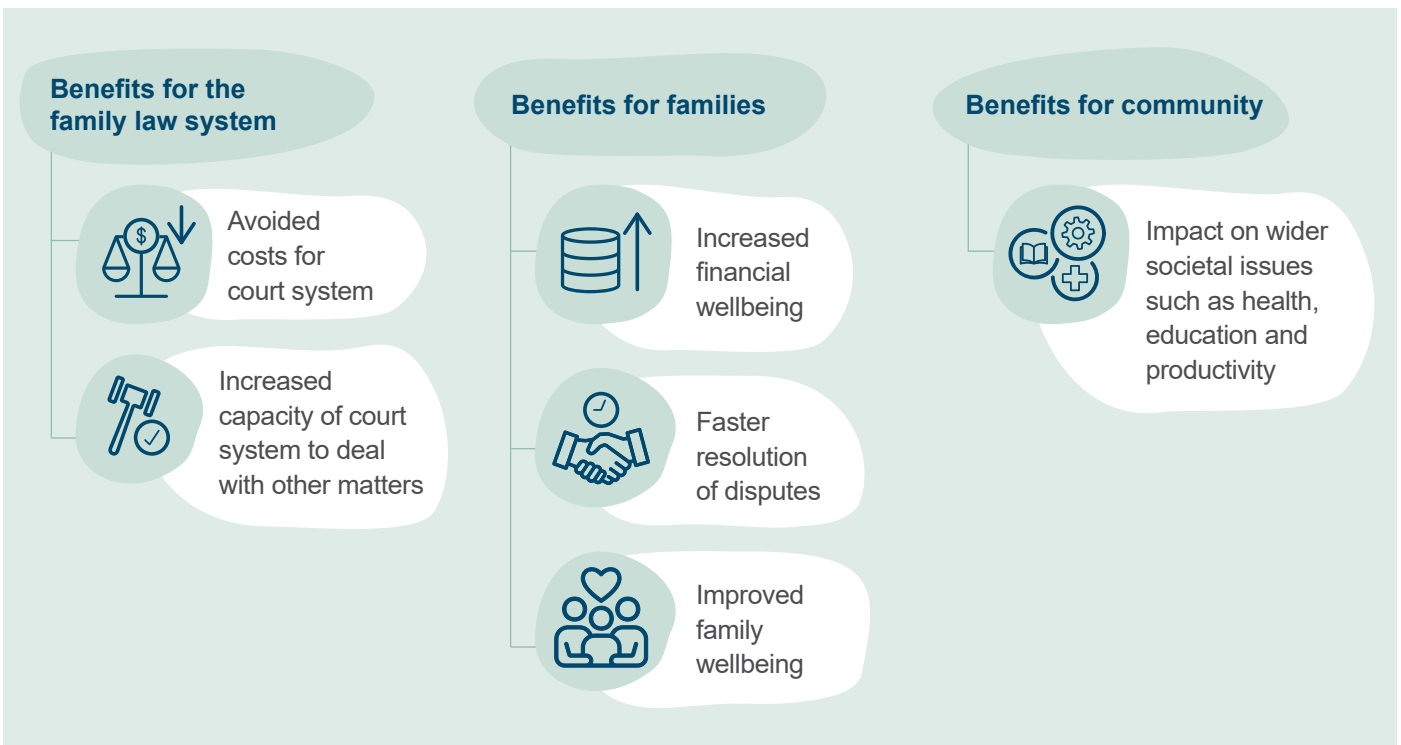 Benefits for the
family law system
Avoided
costs for
court system
Increased
capacity of court
system to deal
with other matters
Benefits for families
Increased
financial
wellbeing
Faster
resolution
of disputes
Improved
family
wellbeing
Benefits for community
Impact on wider
societal issues
such as health,
education and
productivity